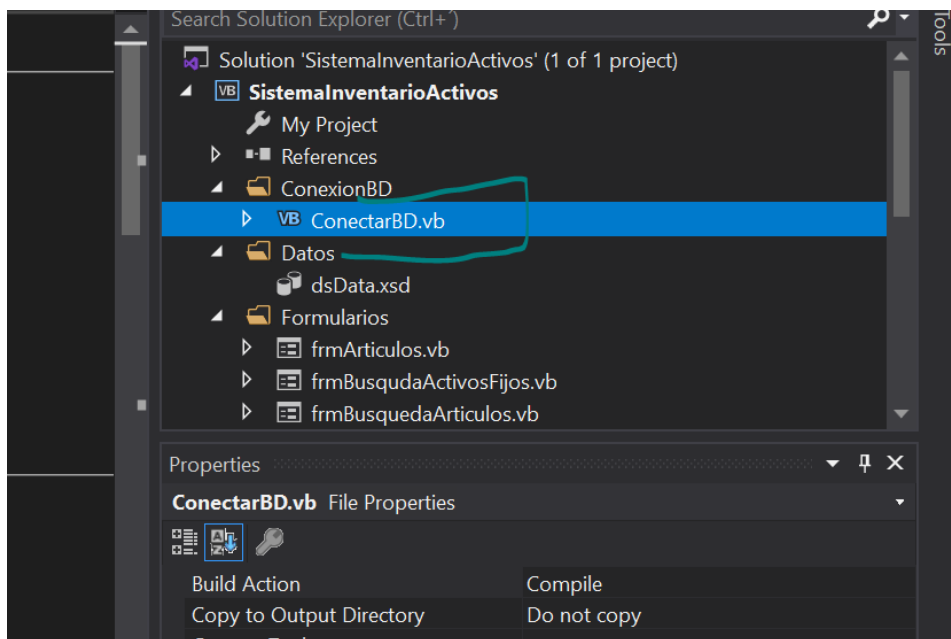 Search Solution Explorer (Ctrl+´)
Tools
Solution 'SistemaInventarioActivos' (1 of 1 project)
VB SistemaInventarioActivos
My Project
References
ConexionBD
VB ConectarBD.vb
Datos
dsData.xsd
Formularios
frmArticulos.vb
frmBusqudaActivosFijos.vb
frmBusquedaArticulos.vb
Properties
ConectarBD.vb File Properties
Build Action Compile
Copy to Output Directory Do not copy